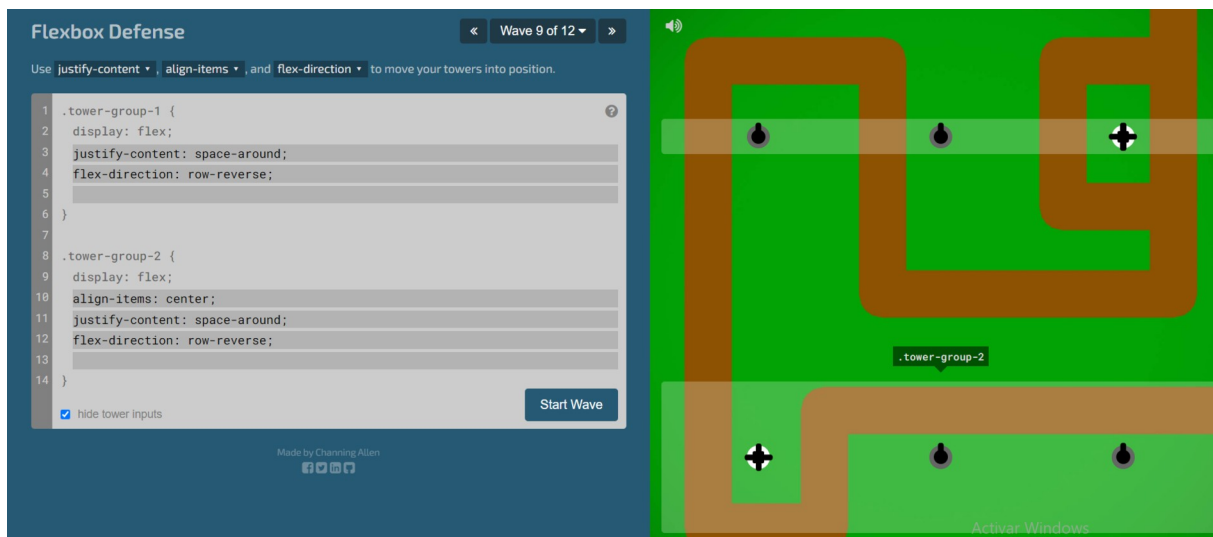 Flexbox Defense
« Wave 9 of 12 »
Use justify-content , align-items , and flex-direction to move your towers into position.
1 .tower-group-1 {
2 display: flex;
3 justify-content: space-around;
4 flex-direction: row-reverse;
5
6 }
7
8 .tower-group-2 {
9 display: flex;
10 align-items: center;
11 justify-content: space-around;
12 flex-direction: row-reverse;
13
14 }
hide tower inputs
Start Wave
Made by Channing Allen
.tower-group-2
Activar Windows